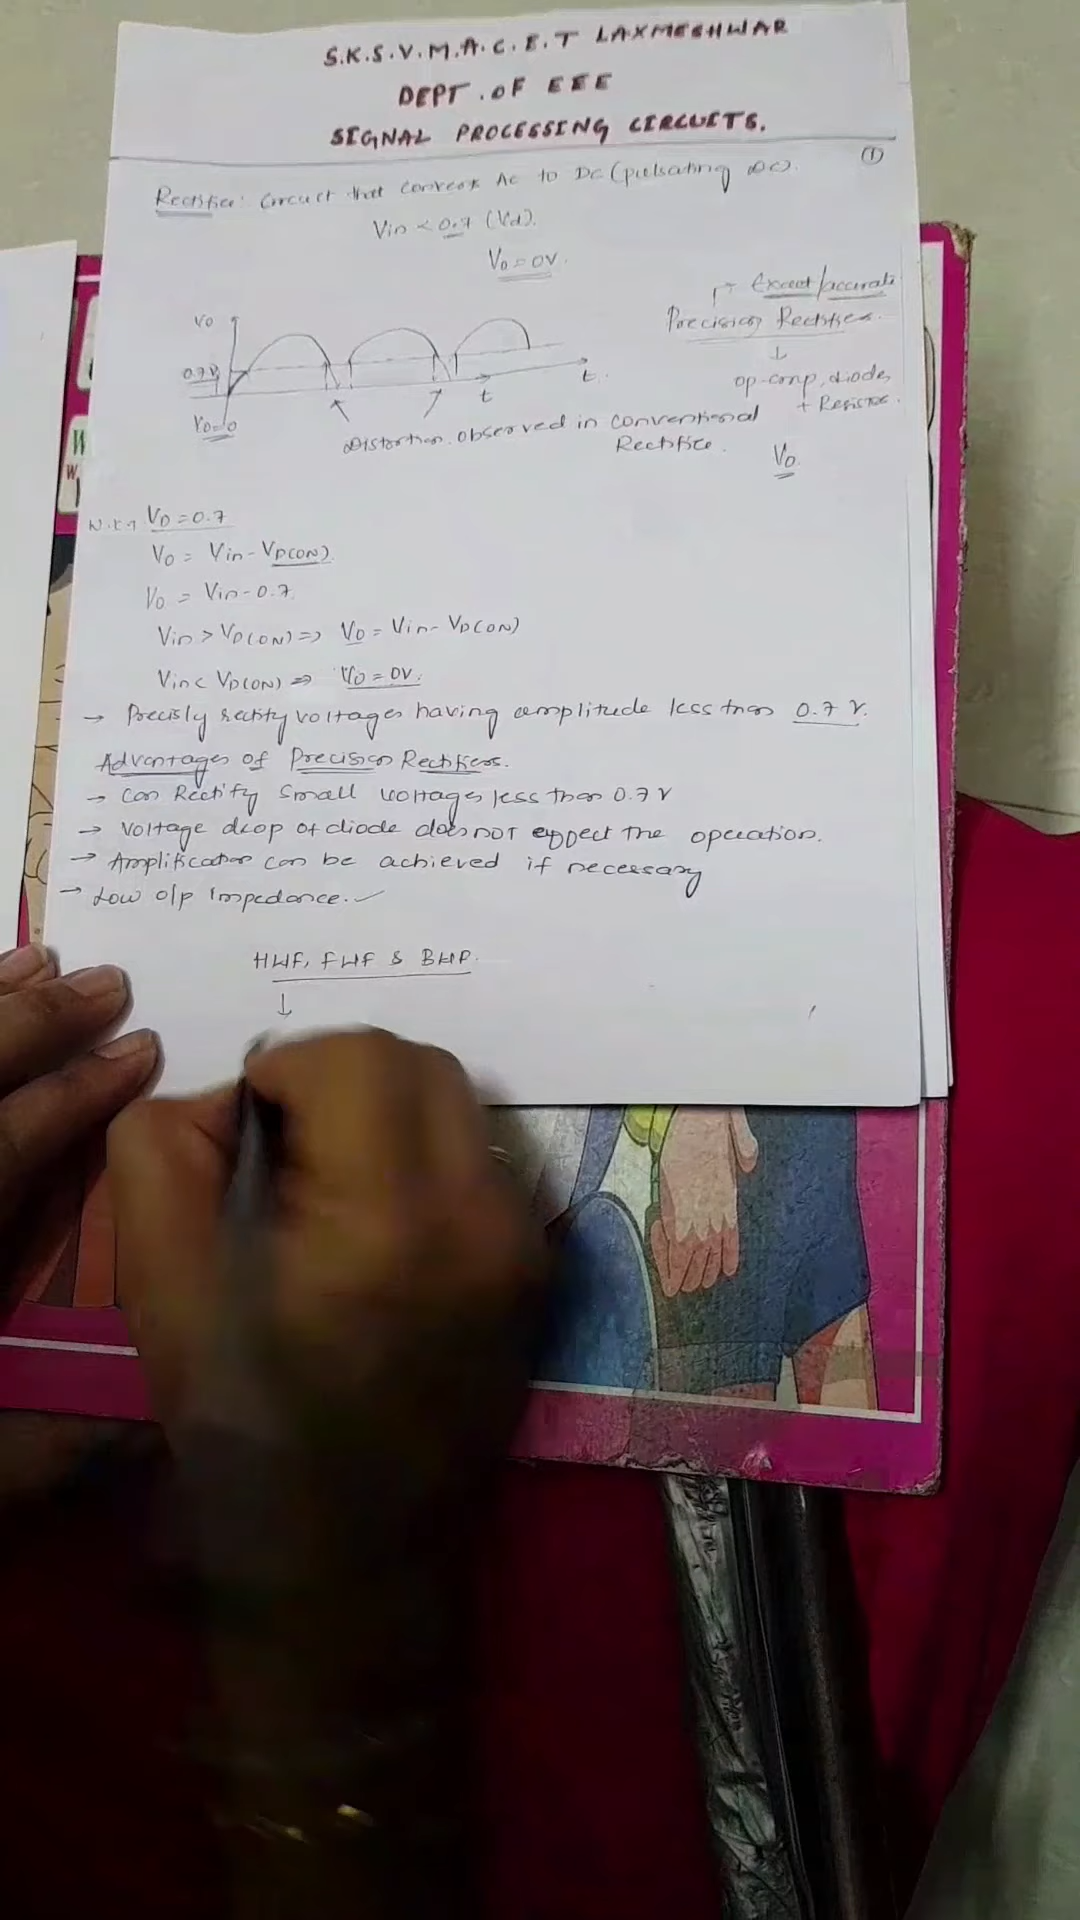 S.K.S.V.M.A.C.E.T LAXMESHWAR
DEPT. OF EEE
SIGNAL PROCESSING CIRCUITS.
1
Rectifier: Circuit that converts AC to DC (pulsating DC).
Vin < 0.7 (Vd).
Vo = 0V.
Exact/accurate
Precision Rectifier.
↓
op-comp, diode,
+ Resistor.
Vo
0.7V
Vo=0
t
t.
Distortion observed in conventional
Rectifier.
Vo.
W.K.T VD = 0.7
Vo = Vin - VD(ON).
Vo = Vin - 0.7.
Vin > VD(ON) => Vo = Vin - VD(ON)
Vin < VD(ON) => Vo = 0V.
→ Precisly rectify voltages having amplitude less than 0.7 V.
Advantages of Precision Rectifiers.
→ Can Rectify Small voltages less than 0.7 V
→ Voltage drop of diode does not effect the operation.
→ Amplification can be achieved if necessary
→ Low o/p Impedance. ✓
HWF, FWF & BHP.
↓